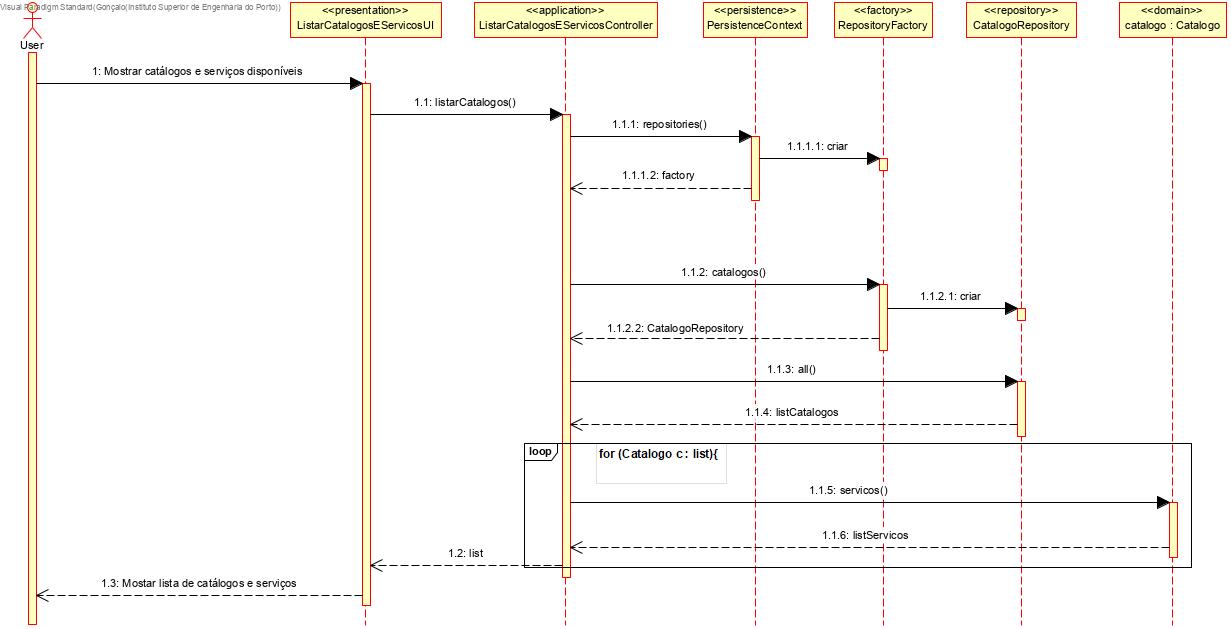 Visual Paradigm Standard(Gonçalo(Instituto Superior de Engenharia do Porto))
User
<<presentation>>
ListarCatalogosEServicosUI
<<application>>
ListarCatalogosEServicosController
<<persistence>>
PersistenceContext
<<factory>>
RepositoryFactory
<<repository>>
CatalogoRepository
<<domain>>
catalogo : Catalogo
1: Mostrar catálogos e serviços disponíveis
1.1: listarCatalogos()
1.1.1: repositories()
1.1.1.1: criar
1.1.1.2: factory
1.1.2: catalogos()
1.1.2.1: criar
1.1.2.2: CatalogoRepository
1.1.3: all()
1.1.4: listCatalogos
loop
for (Catalogo c : list){
1.1.5: servicos()
1.1.6: listServicos
1.2: list
1.3: Mostar lista de catálogos e serviços